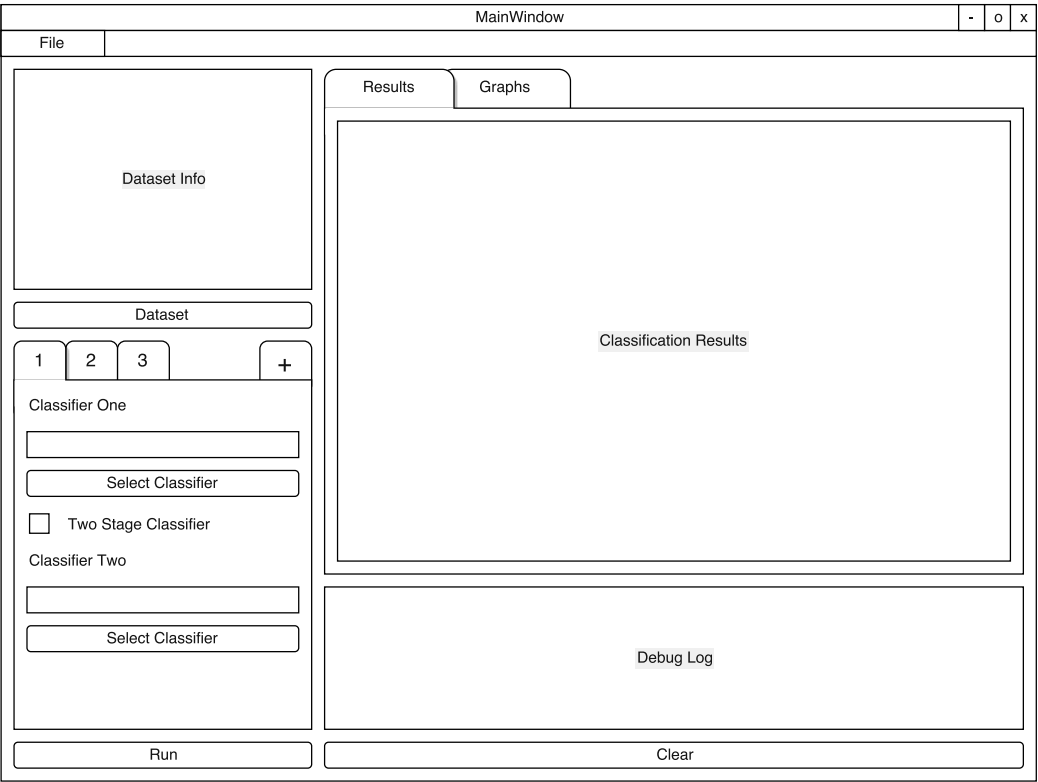 MainWindow
- o x
File
Dataset Info
Dataset
1 2 3 +
Classifier One
Select Classifier
Two Stage Classifier
Classifier Two
Select Classifier
Run
Results Graphs
Classification Results
Debug Log
Clear